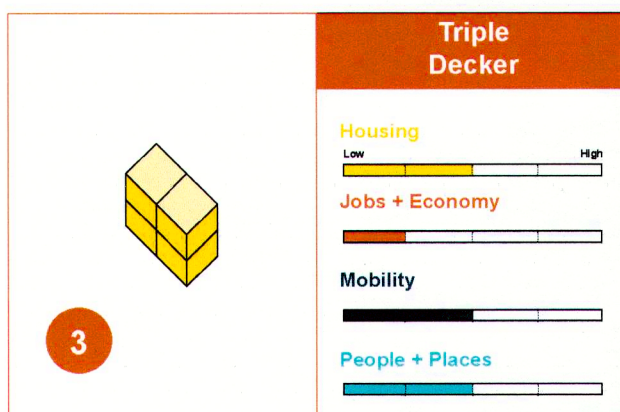 Triple
Decker
Housing
Low High
Jobs + Economy
Mobility
People + Places
3